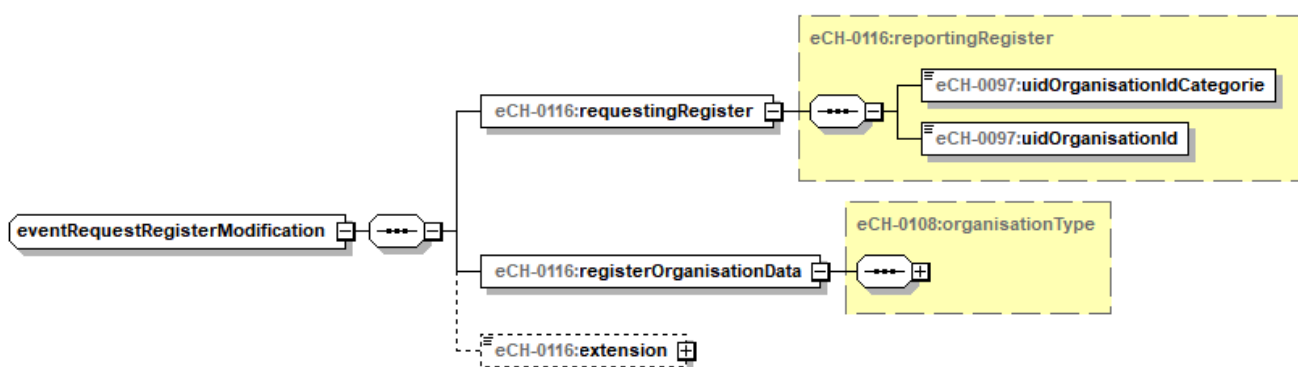 eCH-0116:reportingRegister
eCH-0097:uidOrganisationIdCategorie
eCH-0116:requestingRegister
eCH-0097:uidOrganisationId
eventRequestRegisterModification
eCH-0108:organisationType
eCH-0116:registerOrganisationData
eCH-0116:extension